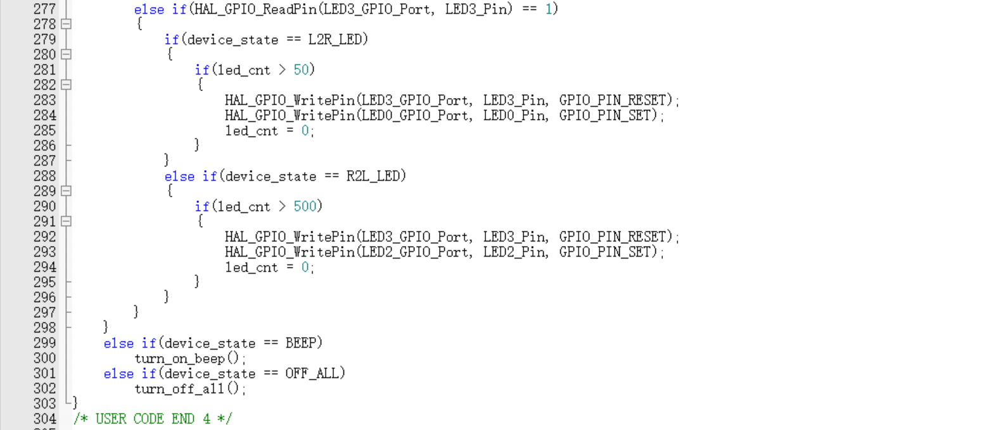 277 else if(HAL_GPIO_ReadPin(LED3_GPIO_Port, LED3_Pin) == 1)
278 {
279 if(device_state == L2R_LED)
280 {
281 if(led_cnt > 50)
282 {
283 HAL_GPIO_WritePin(LED3_GPIO_Port, LED3_Pin, GPIO_PIN_RESET);
284 HAL_GPIO_WritePin(LED0_GPIO_Port, LED0_Pin, GPIO_PIN_SET);
285 led_cnt = 0;
286 }
287 }
288 else if(device_state == R2L_LED)
289 {
290 if(led_cnt > 500)
291 {
292 HAL_GPIO_WritePin(LED3_GPIO_Port, LED3_Pin, GPIO_PIN_RESET);
293 HAL_GPIO_WritePin(LED2_GPIO_Port, LED2_Pin, GPIO_PIN_SET);
294 led_cnt = 0;
295 }
296 }
297 }
298 }
299 else if(device_state == BEEP)
300 turn_on_beep();
301 else if(device_state == OFF_ALL)
302 turn_off_all();
303 }
304 /* USER CODE END 4 */